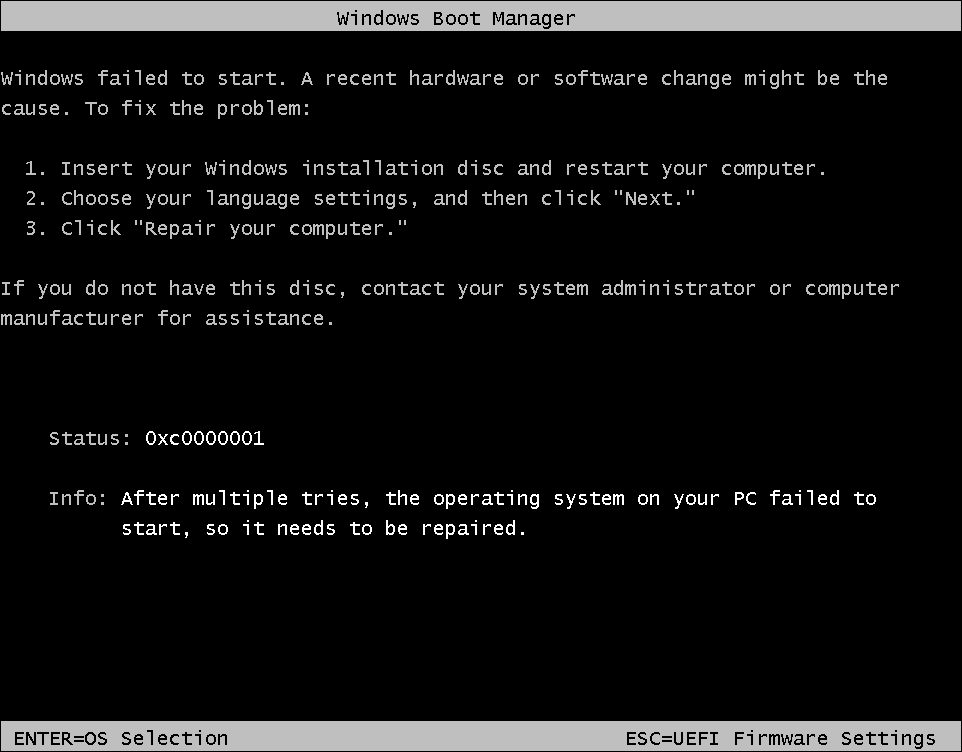 Windows Boot Manager
Windows failed to start. A recent hardware or software change might be the
cause. To fix the problem:
1. Insert your Windows installation disc and restart your computer.
2. Choose your language settings, and then click "Next."
3. Click "Repair your computer."
If you do not have this disc, contact your system administrator or computer
manufacturer for assistance.
Status: 0xc0000001
Info: After multiple tries, the operating system on your PC failed to
start, so it needs to be repaired.
ENTER=OS Selection ESC=UEFI Firmware Settings